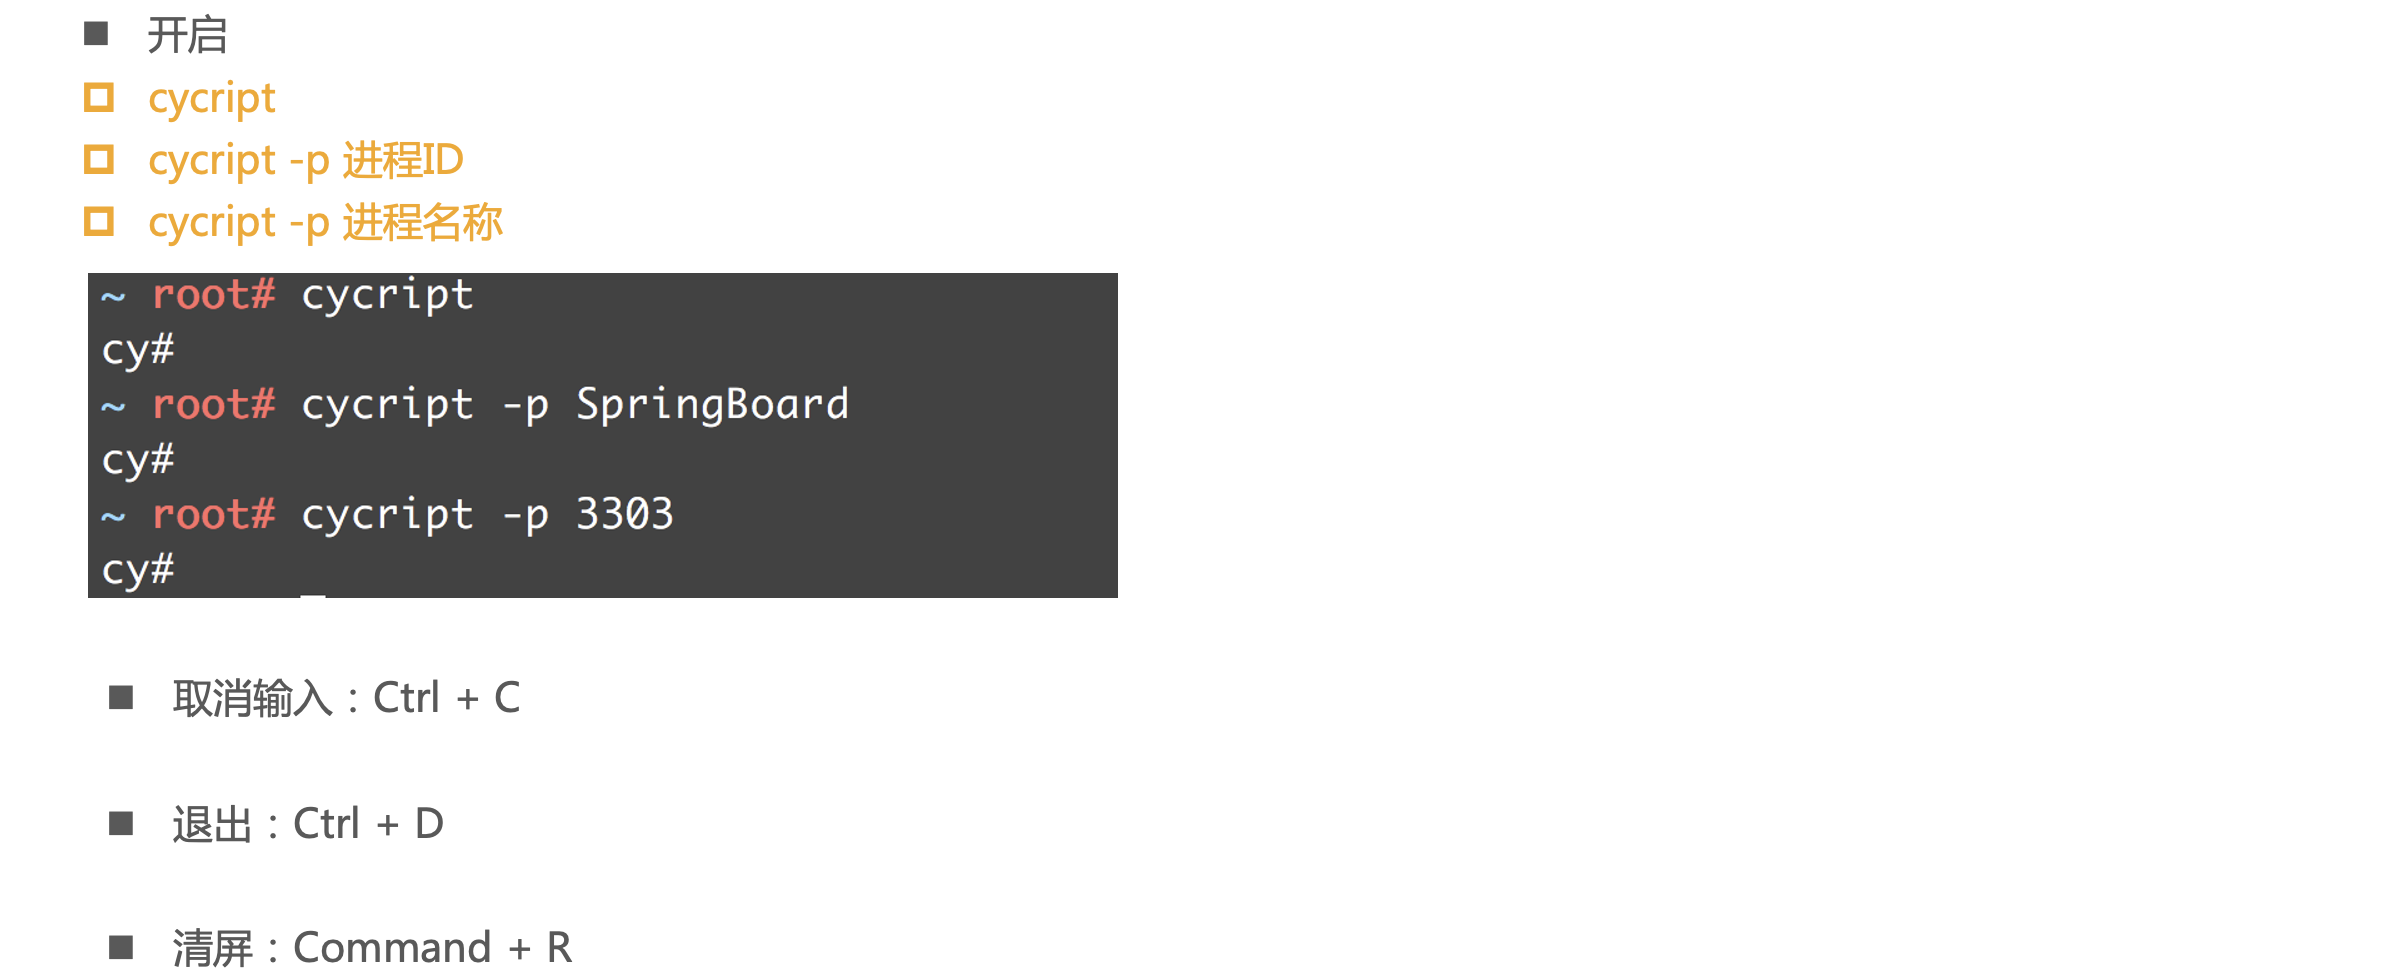 开启
cycript
cycript -p 进程ID
cycript -p 进程名称
~ root# cycript
cy#
~ root# cycript -p SpringBoard
cy#
~ root# cycript -p 3303
cy#
取消输入：Ctrl + C
退出：Ctrl + D
清屏：Command + R